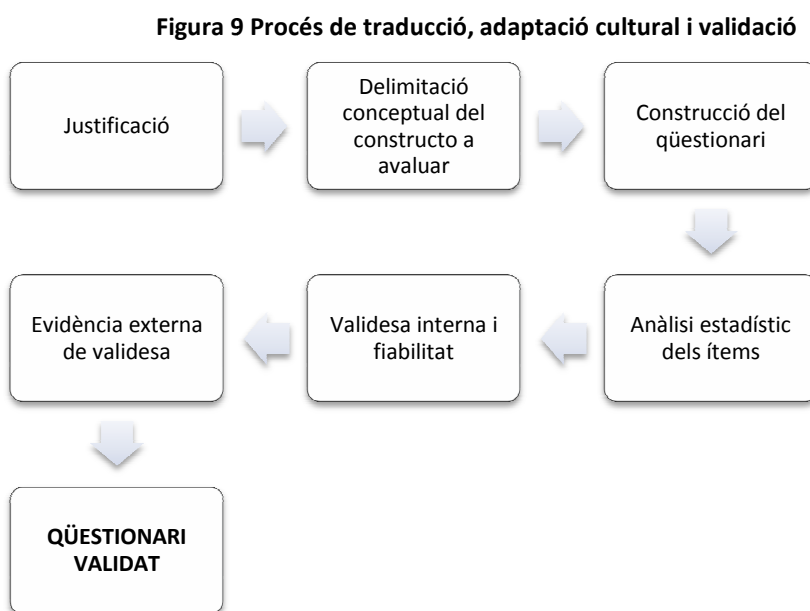 Figura 9 Procés de traducció, adaptació cultural i validació
Justificació
Delimitació
conceptual del
constructo a
avaluar
Construcció del
qüestionari
Anàlisi estadístic
dels ítems
Validesa interna i
fiabilitat
Evidència externa
de validesa
QÜESTIONARI
VALIDAT